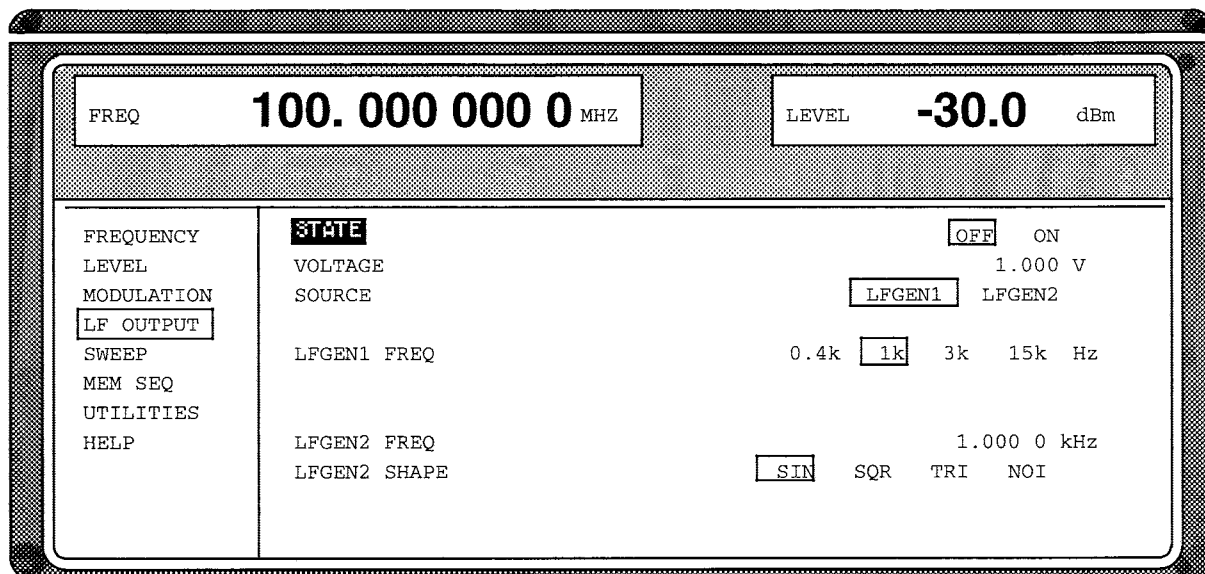 FREQ 100. 000 000 0 MHZ LEVEL -30.0 dBm
FREQUENCY STATE OFF ON
LEVEL VOLTAGE 1.000 V
MODULATION SOURCE LFGEN1 LFGEN2
LF OUTPUT
SWEEP LFGEN1 FREQ 0.4k 1k 3k 15k Hz
MEM SEQ
UTILITIES
HELP LFGEN2 FREQ 1.000 0 kHz
LFGEN2 SHAPE SIN SQR TRI NOI